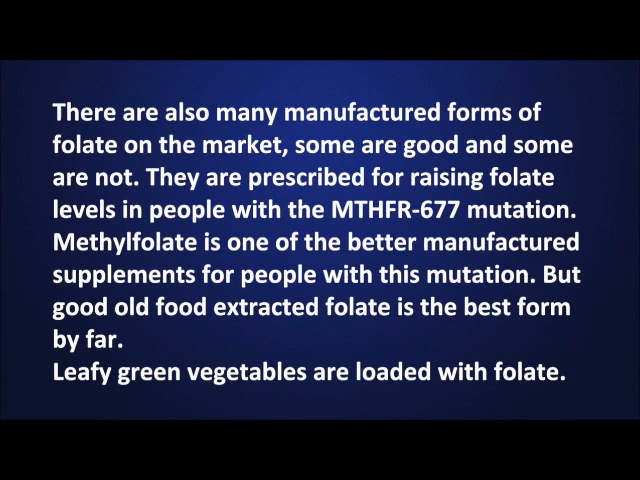 There are also many manufactured forms of
folate on the market, some are good and some
are not. They are prescribed for raising folate
levels in people with the MTHFR-677 mutation.
Methylfolate is one of the better manufactured
supplements for people with this mutation. But
good old food extracted folate is the best form
by far.
Leafy green vegetables are loaded with folate.